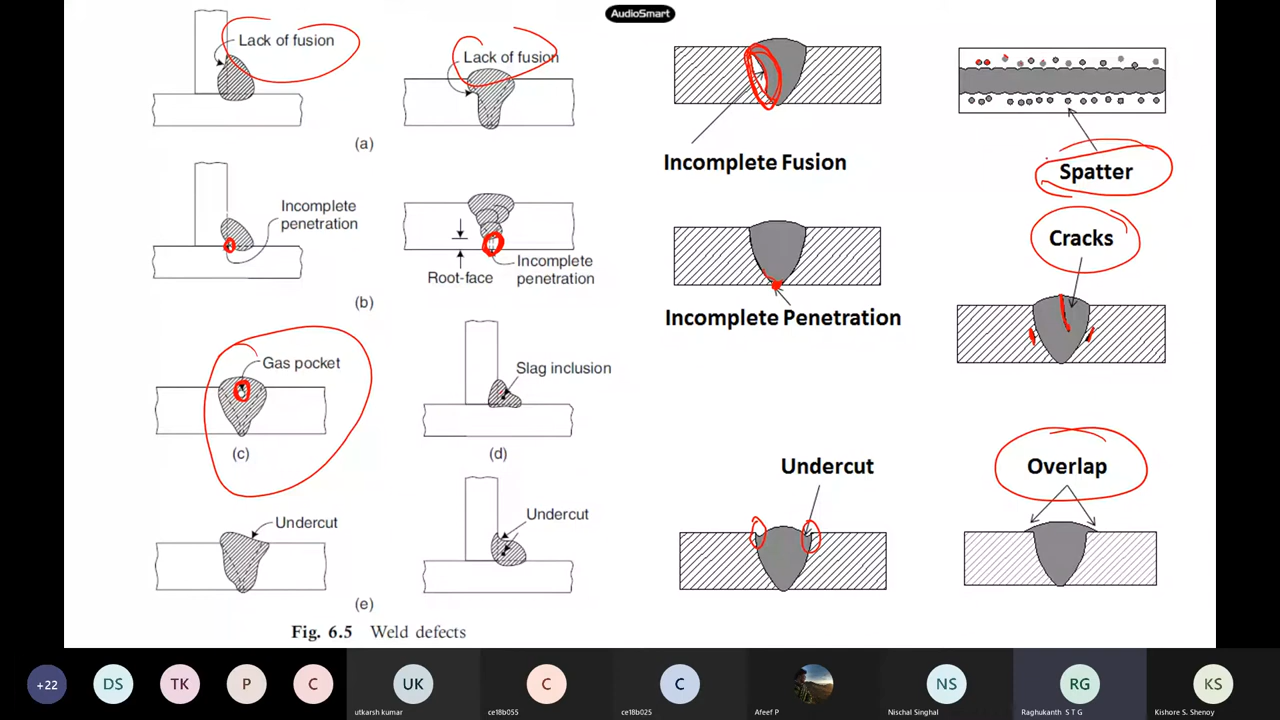 AudioSmart
Lack of fusion
Lack of fusion
(a)
Incomplete
penetration
Root-face
Incomplete
penetration
(b)
Gas pocket
(c)
Slag inclusion
(d)
Undercut
Undercut
(e)
Fig. 6.5 Weld defects
Incomplete Fusion
Spatter
Incomplete Penetration
Cracks
Undercut
Overlap
+22
DS
TK
P
C
UK
utkarsh kumar
C
ce18b055
C
ce18b025
Afeef P
NS
Nischal Singhal
RG
Raghukanth S T G
KS
Kishore S. Shenoy